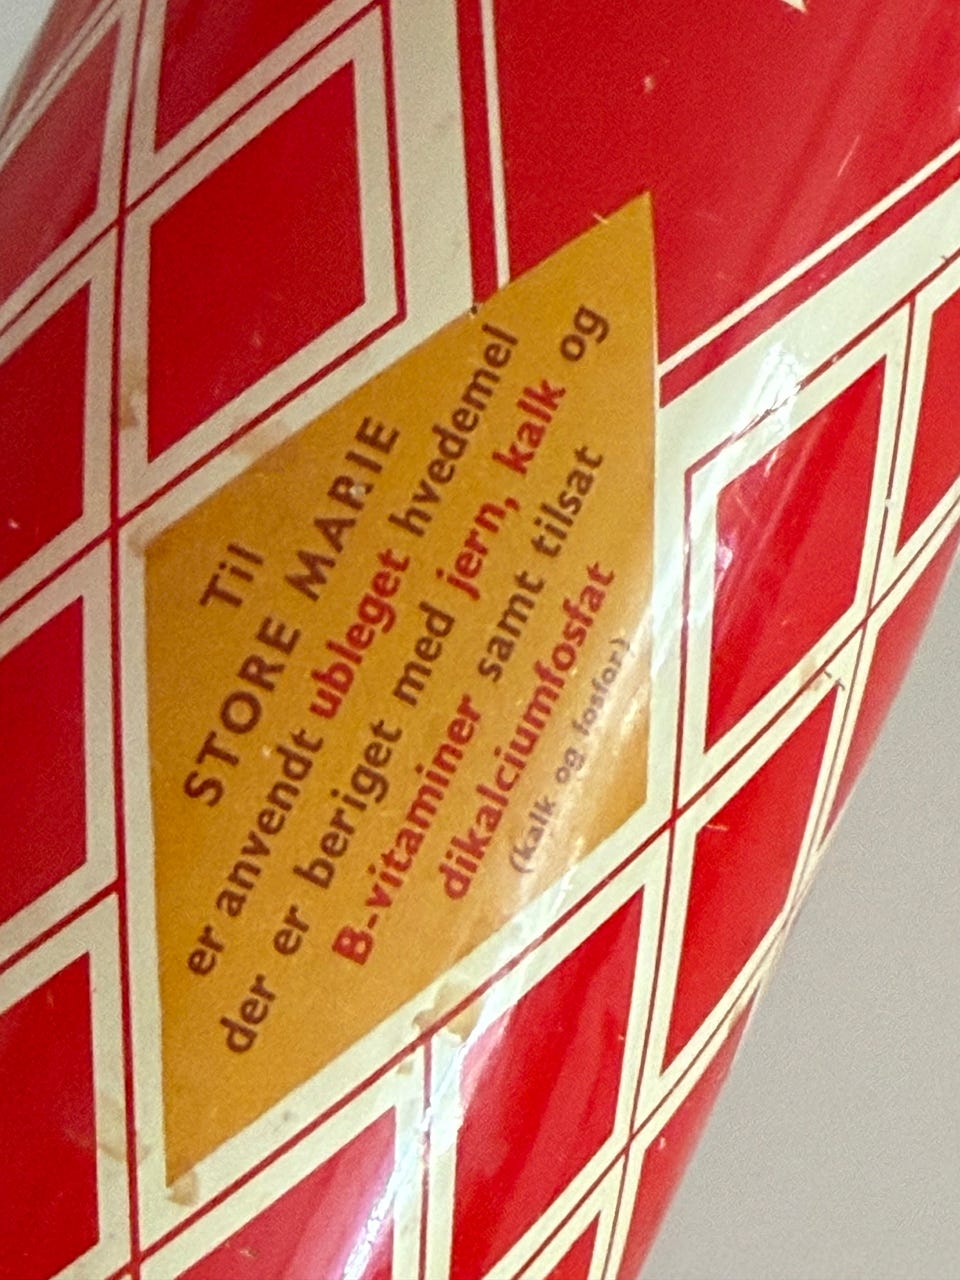 Til
STORE MARIE
er anvendt ubleget hvedemel
der er beriget med jern, kalk og
B-vitaminer samt tilsat
dikalciumfosfat
(kalk og fosfor)